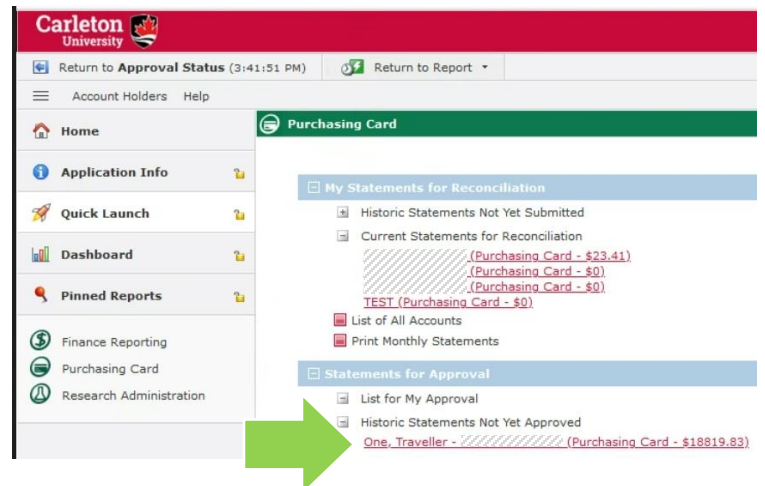 Carleton
University
Return to Approval Status (3:41:51 PM) Return to Report
Account Holders Help
Home
Application Info
Quick Launch
Dashboard
Pinned Reports
Finance Reporting
Purchasing Card
Research Administration
Purchasing Card
My Statements for Reconciliation
Historic Statements Not Yet Submitted
Current Statements for Reconciliation
(Purchasing Card - $23.41)
(Purchasing Card - $0)
(Purchasing Card - $0)
TEST (Purchasing Card - $0)
List of All Accounts
Print Monthly Statements
Statements for Approval
List for My Approval
Historic Statements Not Yet Approved
One, Traveller - (Purchasing Card - $18819.83)